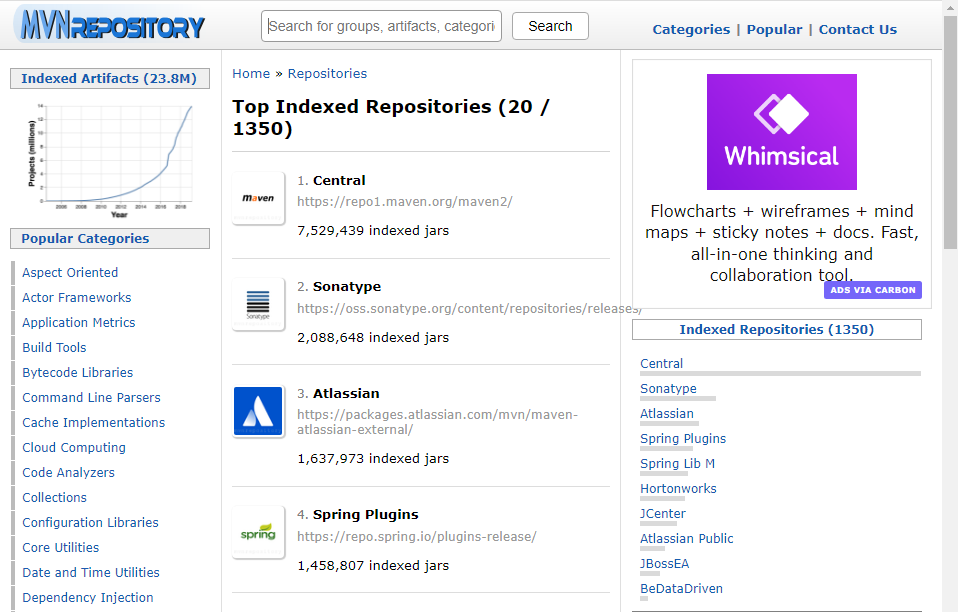 MVNREPOSITORY
Search for groups, artifacts, categori
Search
Categories | Popular | Contact Us
Indexed Artifacts (23.8M)
Projects (millions)
14
12
10
8
6
4
2
0
2006 2008 2010 2012 2014 2016 2018
Year
Popular Categories
Aspect Oriented
Actor Frameworks
Application Metrics
Build Tools
Bytecode Libraries
Command Line Parsers
Cache Implementations
Cloud Computing
Code Analyzers
Collections
Configuration Libraries
Core Utilities
Date and Time Utilities
Dependency Injection
Home » Repositories
Top Indexed Repositories (20 /
1350)
maven
1. Central
https://repo1.maven.org/maven2/
7,529,439 indexed jars
Sonatype
2. Sonatype
https://oss.sonatype.org/content/repositories/releases/
2,088,648 indexed jars
3. Atlassian
https://packages.atlassian.com/mvn/maven-
atlassian-external/
1,637,973 indexed jars
spring
4. Spring Plugins
https://repo.spring.io/plugins-release/
1,458,807 indexed jars
Whimsical
Flowcharts + wireframes + mind
maps + sticky notes + docs. Fast,
all-in-one thinking and
collaboration tool.
ADS VIA CARBON
Indexed Repositories (1350)
Central
Sonatype
Atlassian
Spring Plugins
Spring Lib M
Hortonworks
JCenter
Atlassian Public
JBossEA
BeDataDriven